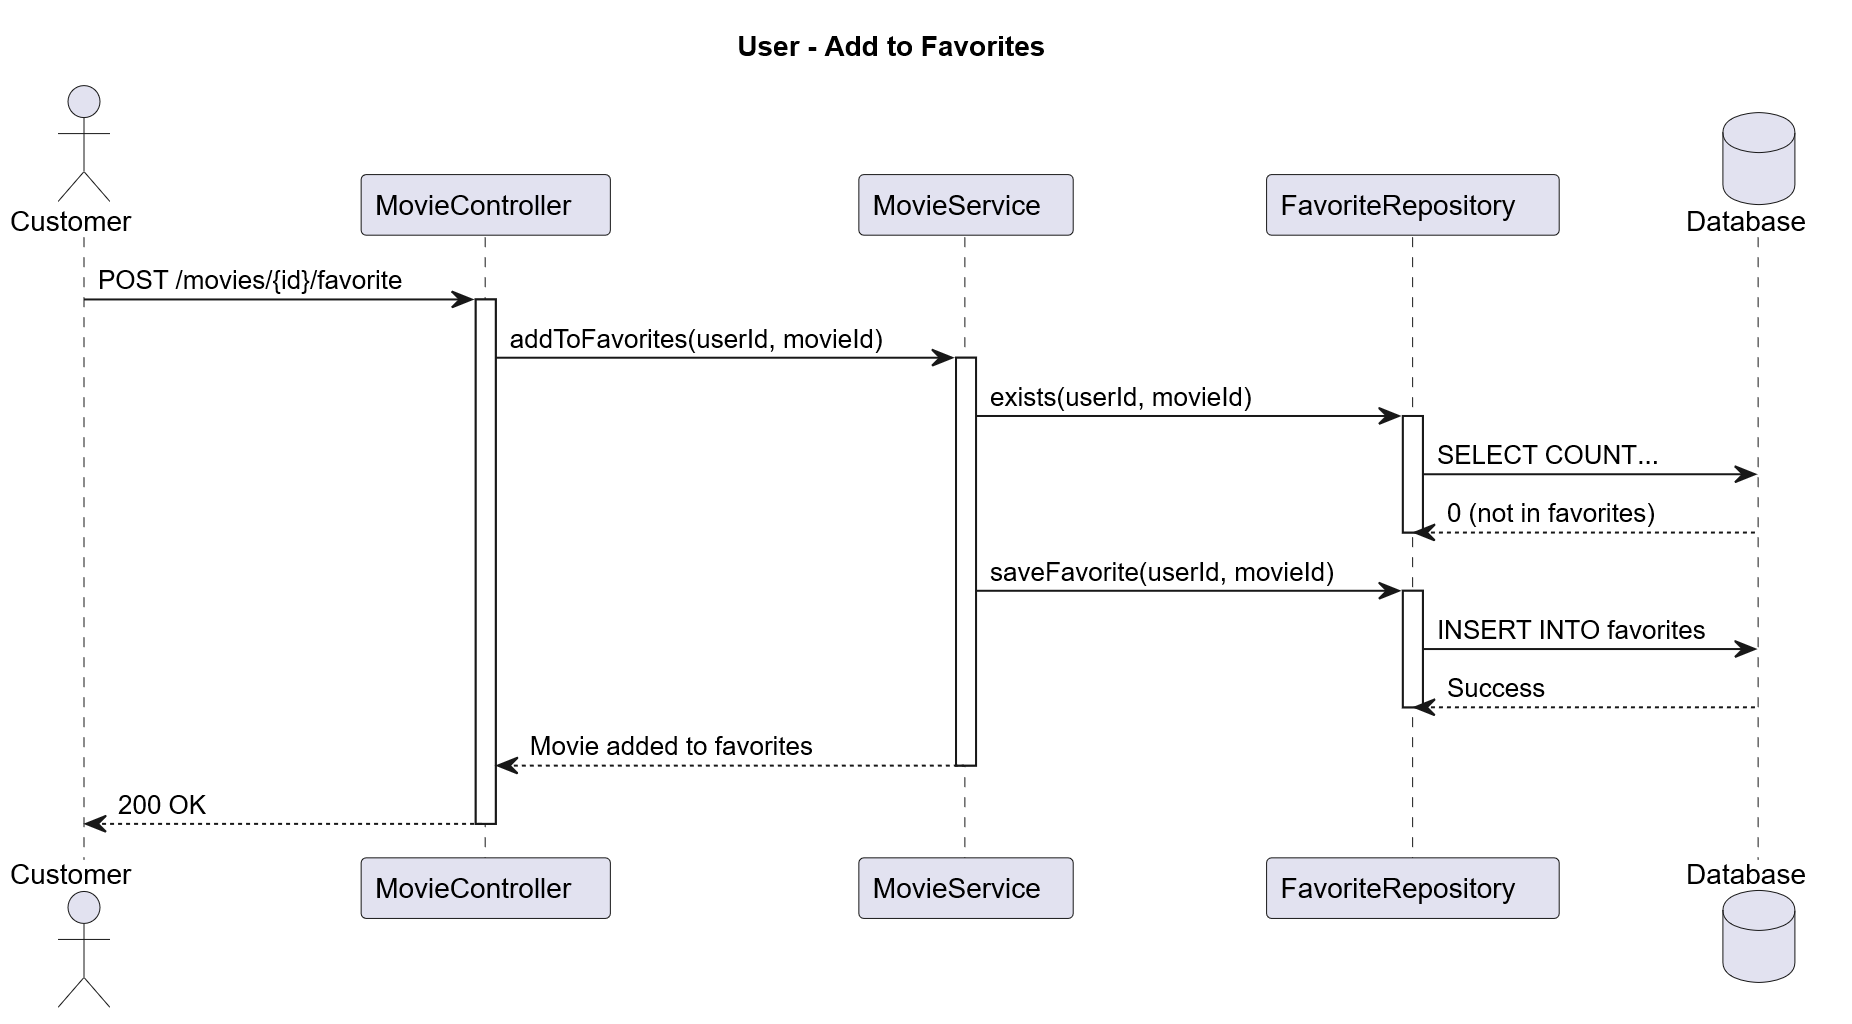 User - Add to Favorites
Customer
MovieController
MovieService
FavoriteRepository
Database
POST /movies/{id}/favorite
addToFavorites(userId, movieId)
exists(userId, movieId)
SELECT COUNT...
0 (not in favorites)
saveFavorite(userId, movieId)
INSERT INTO favorites
Success
Movie added to favorites
200 OK
Customer
MovieController
MovieService
FavoriteRepository
Database